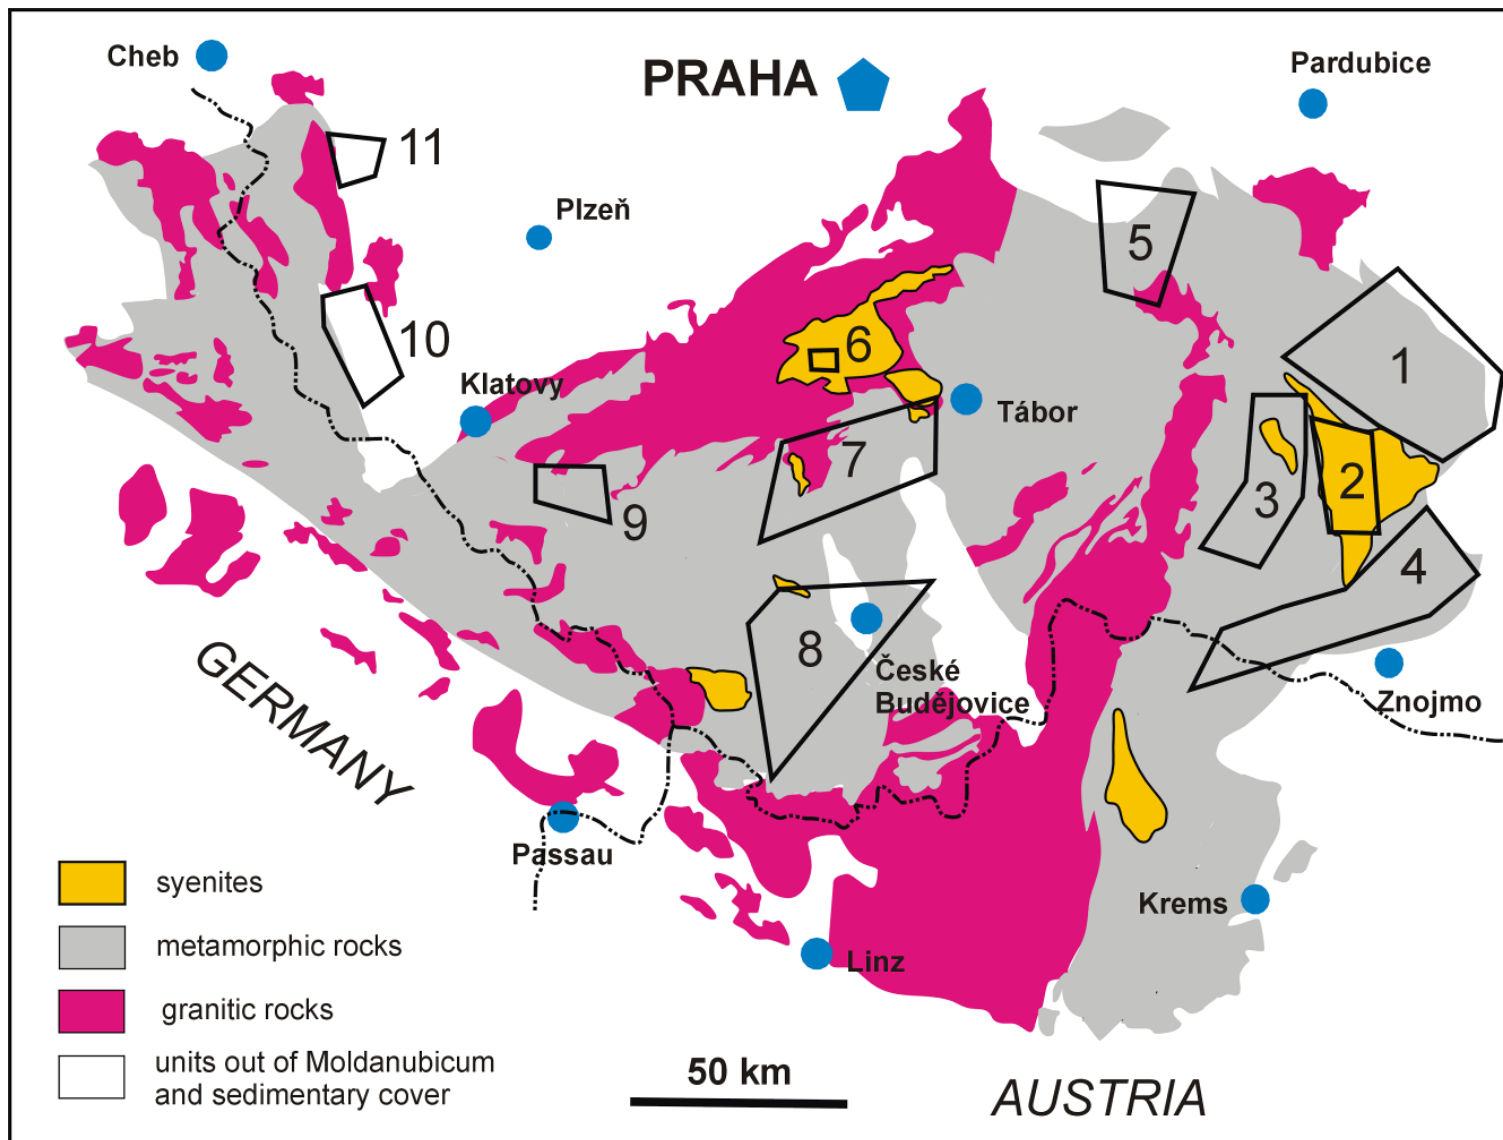 Cheb
PRAHA
Pardubice
11
Plzeň
5
10
6
1
Klatovy
Tábor
7
2
3
9
4
8
GERMANY
České
Budějovice
Znojmo
Passau
syenites
Krems
metamorphic rocks
Linz
granitic rocks
units out of Moldanubicum
and sedimentary cover
50 km
AUSTRIA